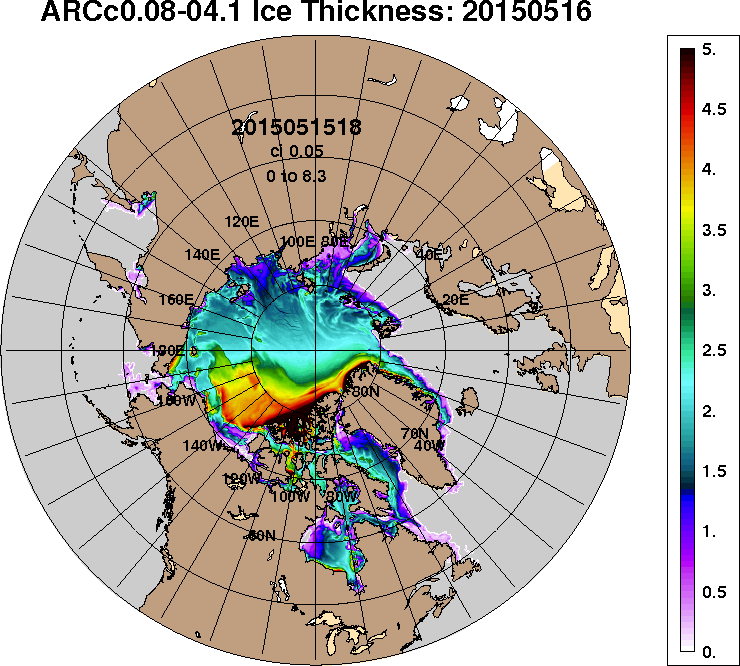 ARCc0.08-04.1 Ice Thickness: 20150516
2015051518
ci 0.05
0 to 8.3
120E
100E
80E
140E
40E
160E
20E
180E
160W
80N
140W
70N
40W
120W
100W
80W
60N
5.
4.5
4.
3.5
3.
2.5
2.
1.5
1.
0.5
0.